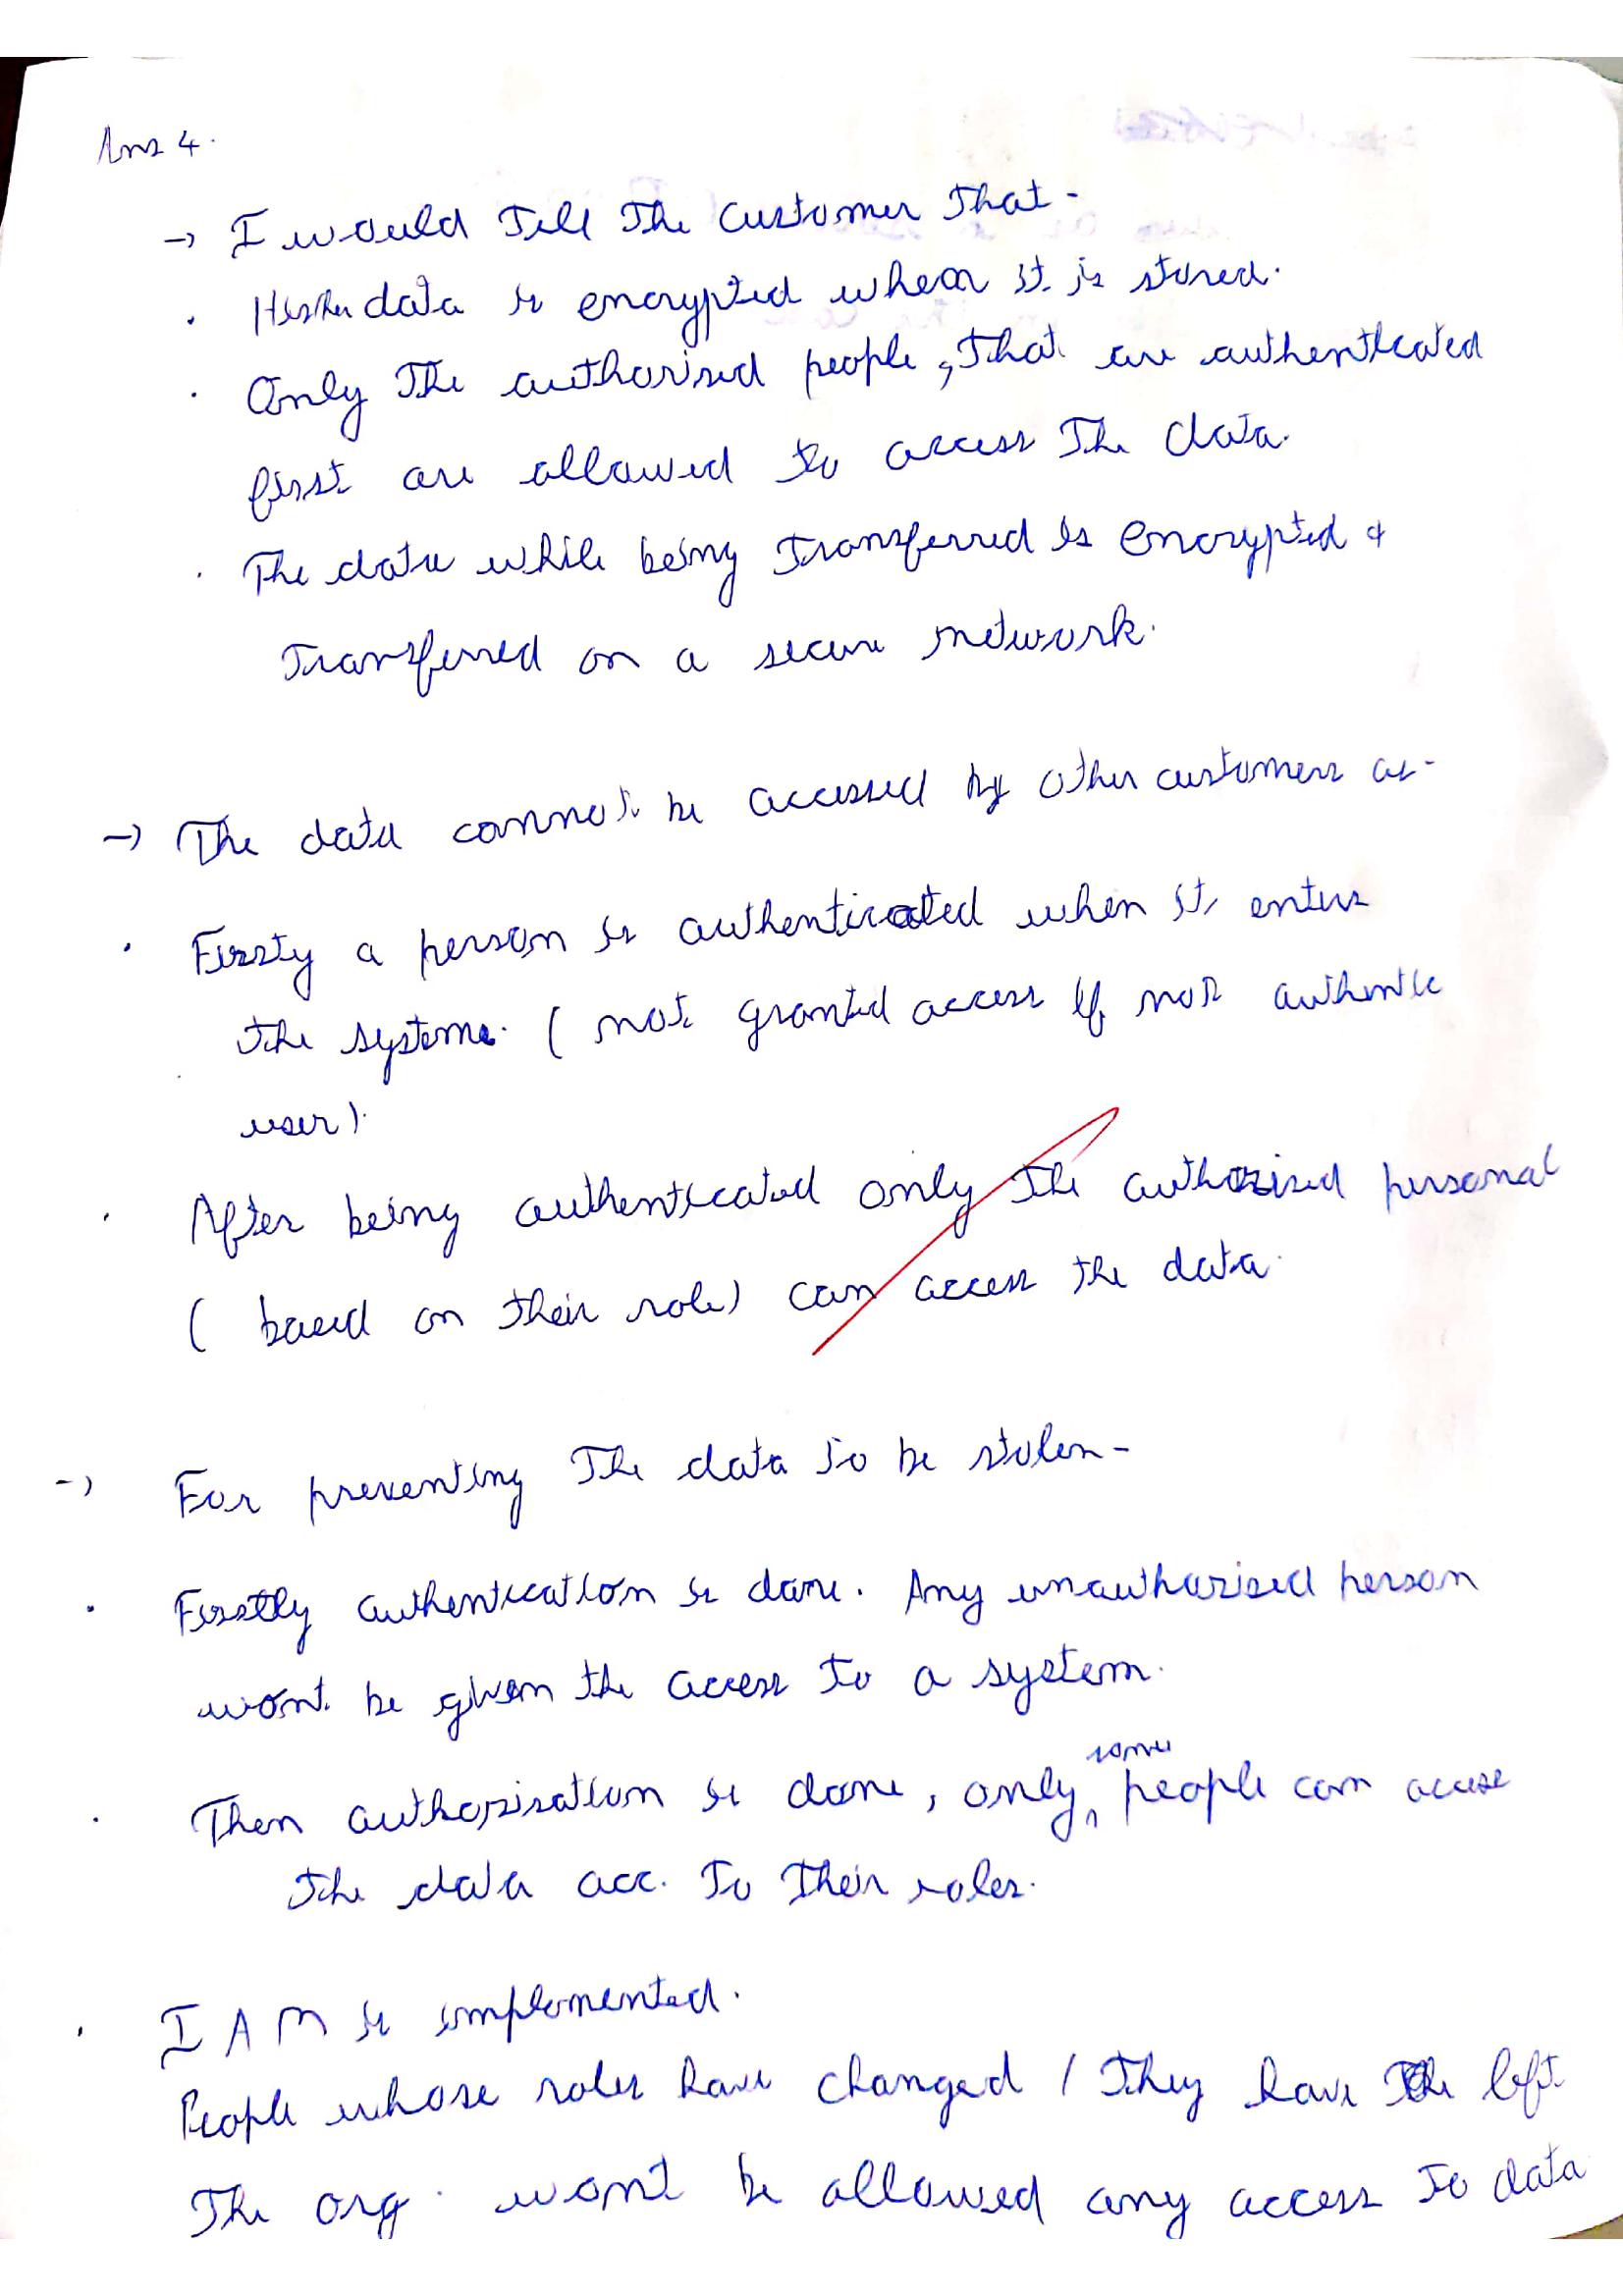 Ans 4.
→ I would Tell The Customer That -
· His/her data is encrypted when it is stored.
· Only The authorised people, That are authenticated
first are allowed to access The data.
· The data while being Transferred is encrypted &
Transferred on a secure network.
→ The data cannot be accessed by other customers as -
· Firsty a person is authenticated when it enters
the system. ( not granted access if not authentic
user).
· After being authenticated only The authorised personal
( based on their role) can access the data.
→ For preventing The data to be stolen -
· Firstly authentication is done. Any unauthorised person
wont be given the access to a system.
some
· Then authorisation is done, only ^ people can access
the data acc. To Their roles.
· IAM is implemented.
People whose roles have changed / They have left
The org. wont be allowed any access To data